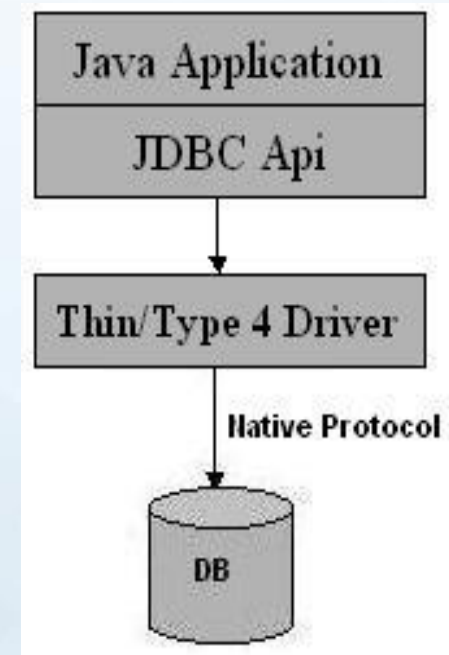 Java Application
JDBC Api
Thin/Type 4 Driver
Native Protocol
DB